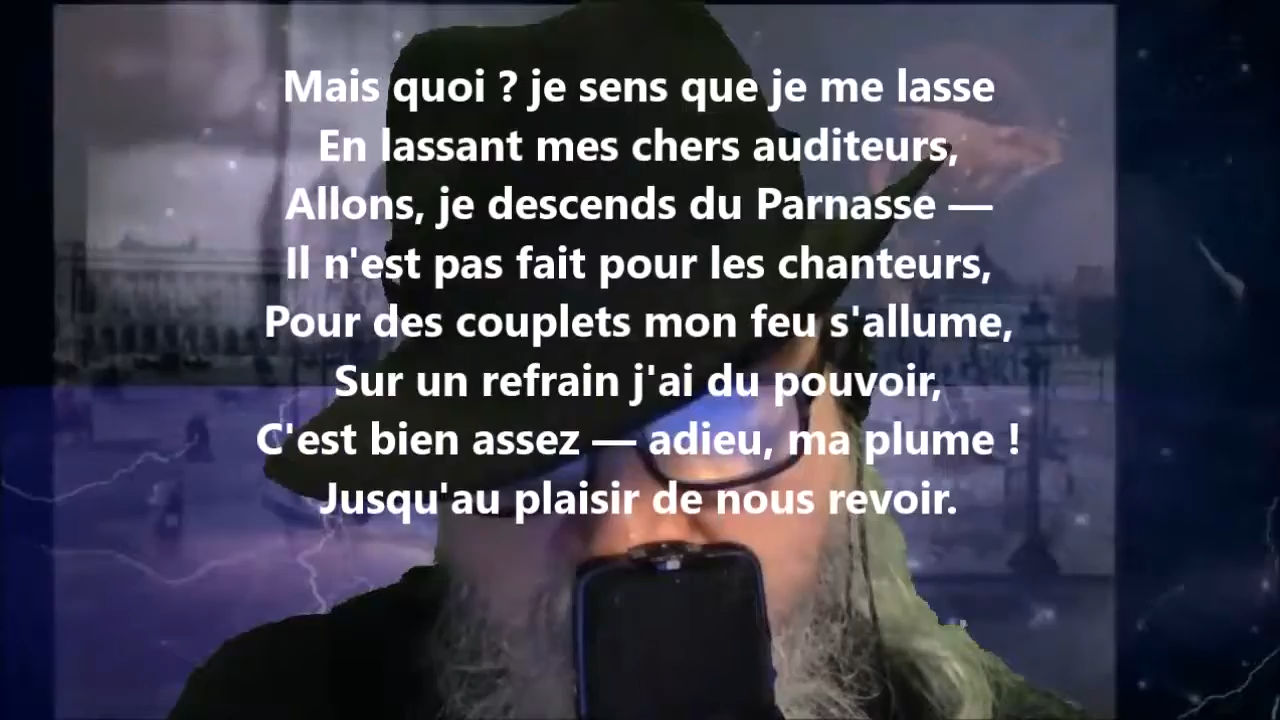 Mais quoi ? je sens que je me lasse
En lassant mes chers auditeurs,
Allons, je descends du Parnasse —
Il n'est pas fait pour les chanteurs,
Pour des couplets mon feu s'allume,
Sur un refrain j'ai du pouvoir,
C'est bien assez — adieu, ma plume !
Jusqu'au plaisir de nous revoir.